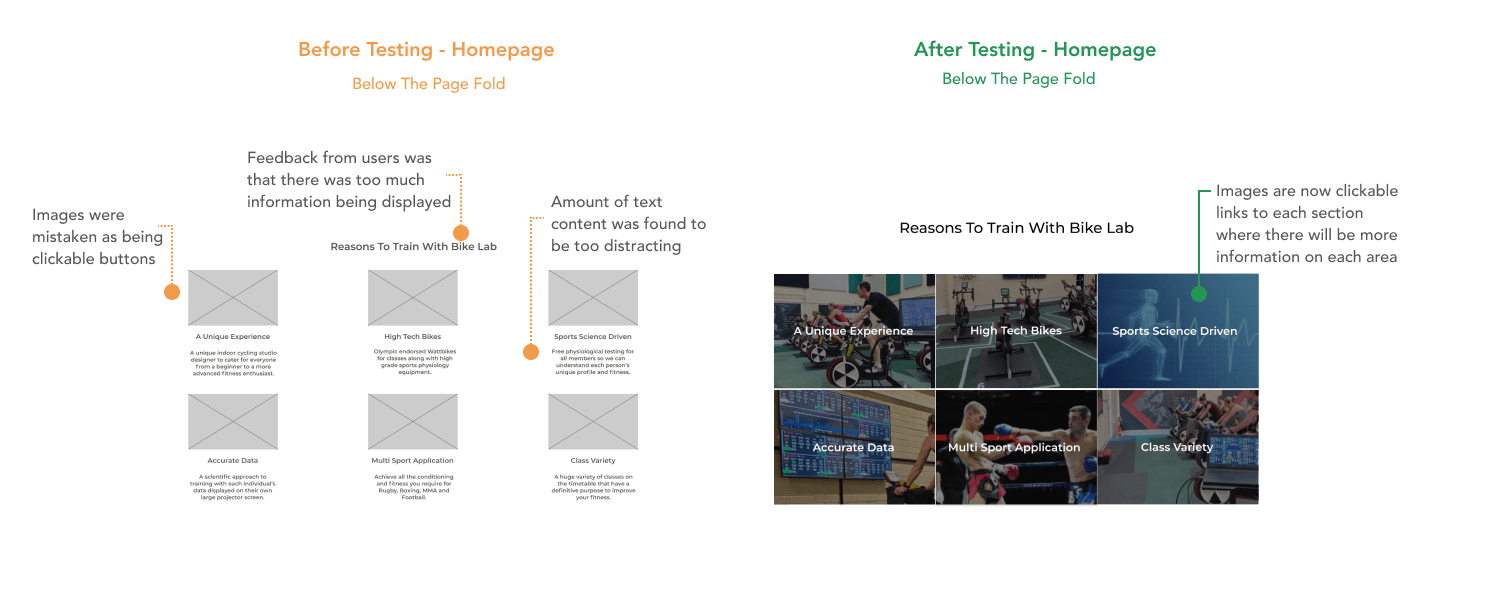 Before Testing - Homepage
Below The Page Fold
Feedback from users was
that there was too much
information being displayed
Images were
mistaken as being
clickable buttons
Amount of text
content was found to
be too distracting
Reasons To Train With Bike Lab
A Unique Experience
A unique indoor cycling studio
designer to cater for everyone
from a beginner to a more
advanced fitness enthusiast.
High Tech Bikes
Olympic endorsed Wattbikes
for classes along with high
grade sports physiology
equipment.
Sports Science Driven
Free physiological testing for
all members so we can
understand each person's
unique profile and fitness.
Accurate Data
A scientific approach to
training with each individual's
data displayed on their own
large projector screen.
Multi Sport Application
Achieve all the conditioning
and fitness you require for
Rugby, Boxing, MMA and
Football.
Class Variety
A huge variety of classes on
the timetable that have a
definitive purpose to improve
your fitness.
After Testing - Homepage
Below The Page Fold
Images are now clickable
links to each section
where there will be more
information on each area
Reasons To Train With Bike Lab
A Unique Experience
High Tech Bikes
Sports Science Driven
Accurate Data
Multi Sport Application
Class Variety